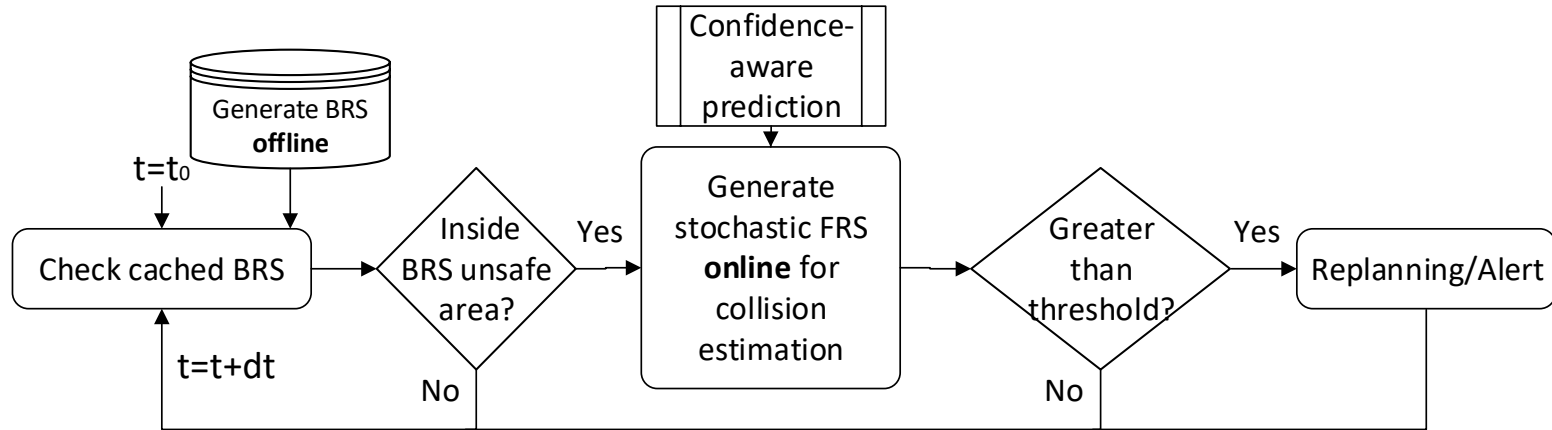 Generate BRS
offline
t=t0
Check cached BRS
t=t+dt
Inside
BRS unsafe
area?
Yes
No
Confidence-
aware
prediction
Generate
stochastic FRS
online for
collision
estimation
Greater
than
threshold?
Yes
No
Replanning/Alert